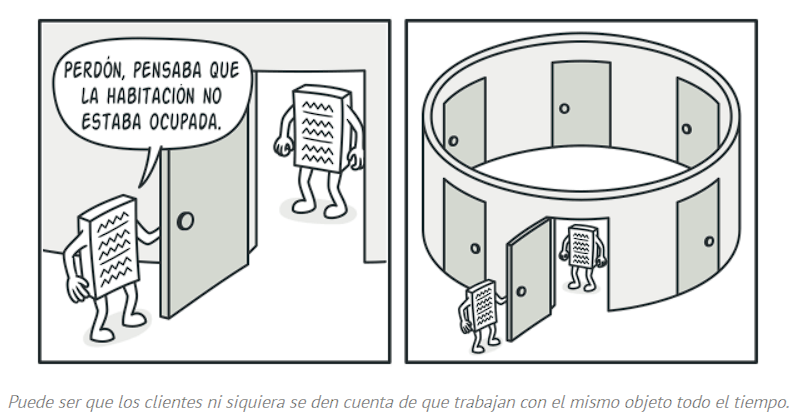 PERDÓN, PENSABA QUE
LA HABITACIÓN NO
ESTABA OCUPADA.
Puede ser que los clientes ni siquiera se den cuenta de que trabajan con el mismo objeto todo el tiempo.